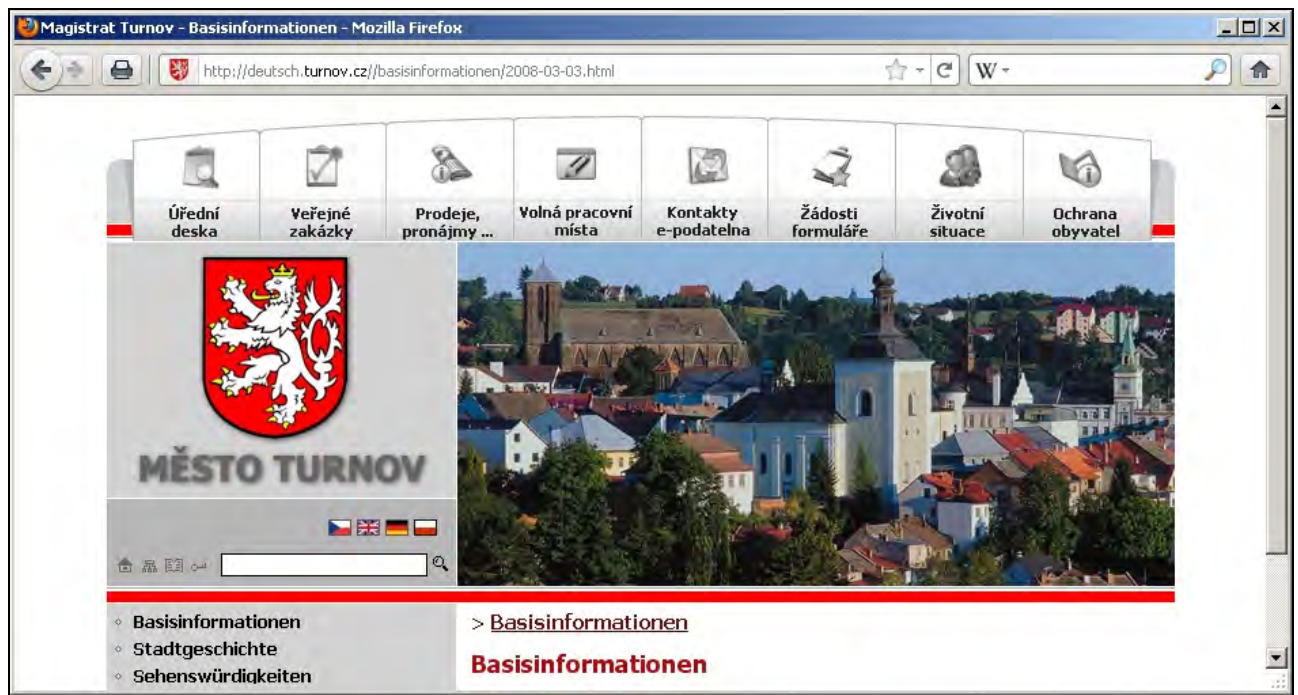 Magistrat Turnov - Basisinformationen - Mozilla Firefox
http://deutsch.turnov.cz//basisinformationen/2008-03-03.html
W
Úřední
deska
Veřejné
zakázky
Prodeje,
pronájmy ...
Volná pracovní
místa
Kontakty
e-podatelna
Žádosti
formuláře
Životní
situace
Ochrana
obyvatel
MĚSTO TURNOV
Basisinformationen
Stadtgeschichte
Sehenswürdigkeiten
> Basisinformationen
Basisinformationen